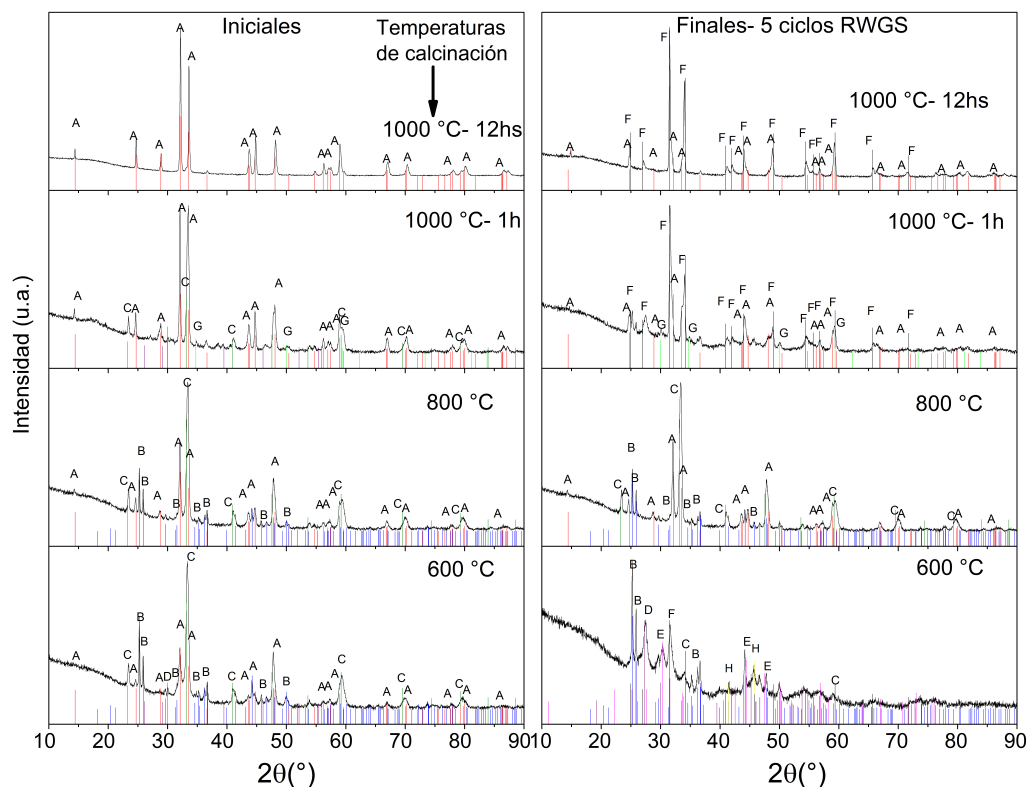 Iniciales
Temperaturas
de calcinación
1000 °C- 12hs
A A A A A A A A A A A A A A A A A
1000 °C- 1h
A C A A A C A G A A C A G A A A C G A C A A C A A
800 °C
A C A B B A B A C A B B C A A B A B A A A C C A A A C A A
600 °C
A C A B B A D B A C A B B C A A B A B A A C A C A A A C A A
10 20 30 40 50 60 70 80 90
2θ(°)
Intensidad (u.a.)
Finales- 5 ciclos RWGS
1000 °C- 12hs
A A F F A F A A F F F A F A A F F A A F A F A A F A A A A
1000 °C- 1h
A A F F A G F A F F F A F A A F G F A F A F A G F A A F A A A
800 °C
A C A B B A B A C A B B C A A A B A A A A C A C C A A
600 °C
B B D E F C B H E H E C
10 20 30 40 50 60 70 80 90
2θ(°)